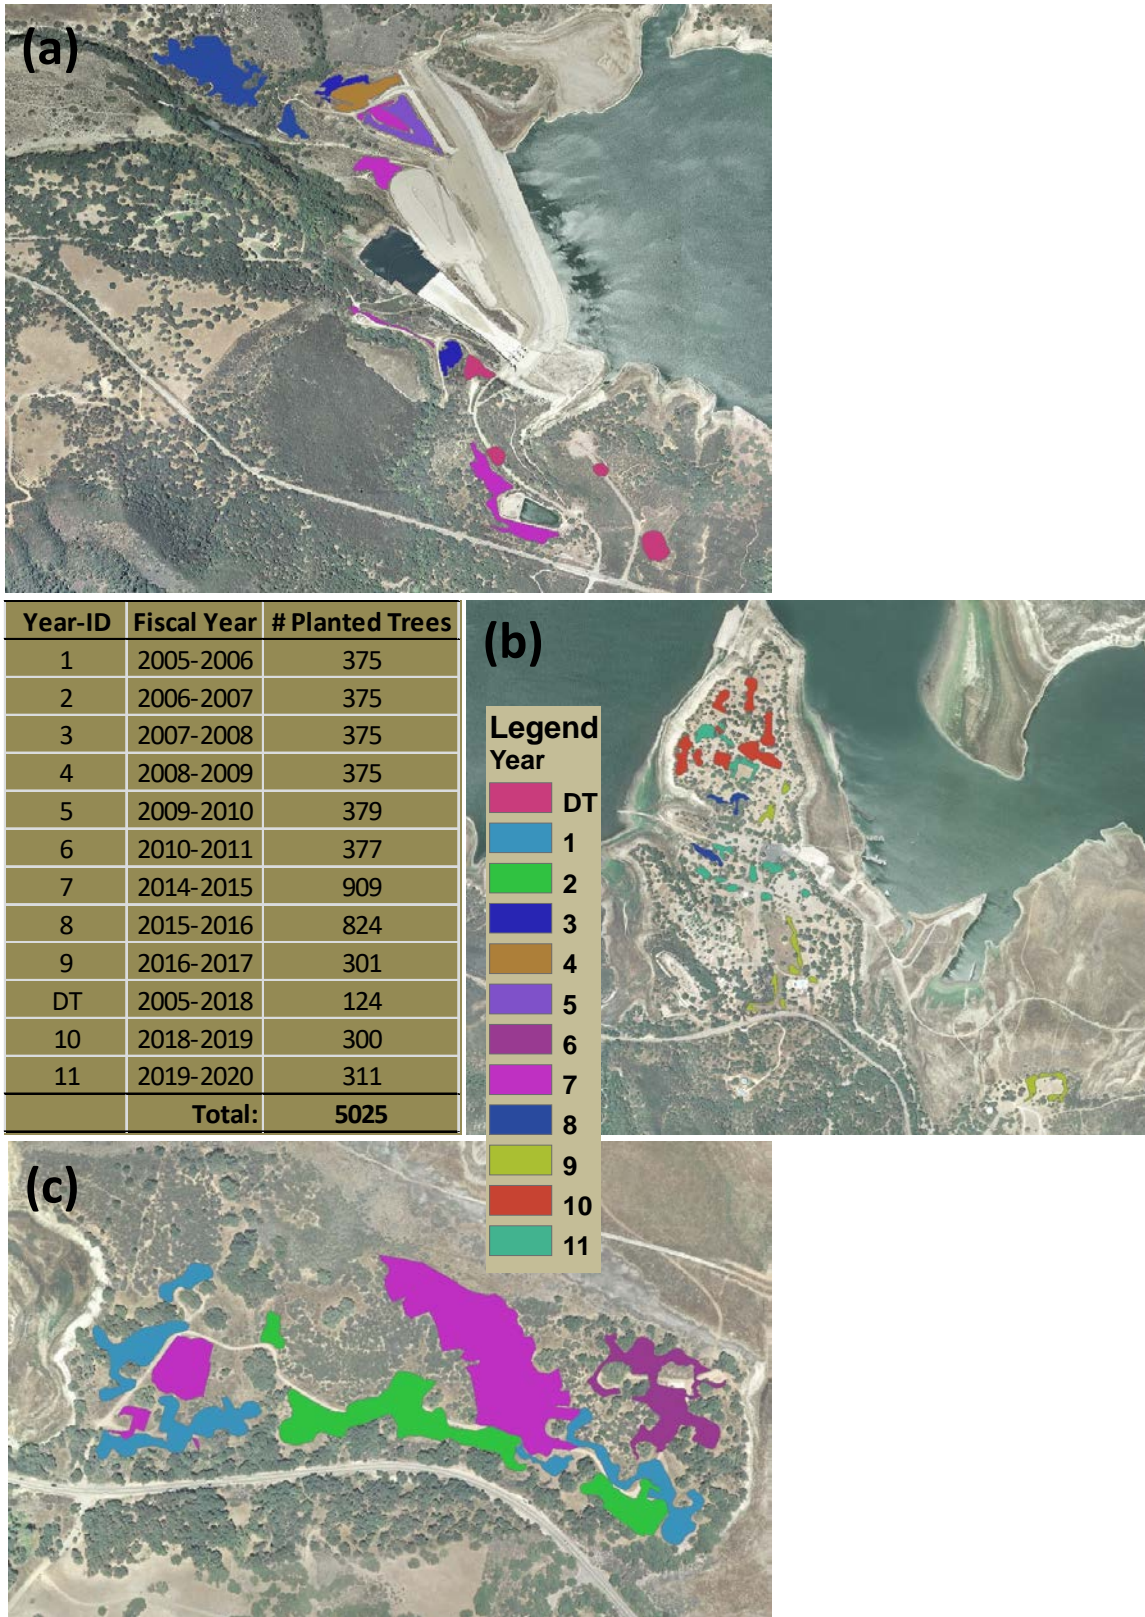 (a)
Year-ID Fiscal Year # Planted Trees
1 2005-2006 375
2 2006-2007 375
3 2007-2008 375
4 2008-2009 375
5 2009-2010 379
6 2010-2011 377
7 2014-2015 909
8 2015-2016 824
9 2016-2017 301
DT 2005-2018 124
10 2018-2019 300
11 2019-2020 311
Total: 5025
(b)
Legend
Year
DT
1
2
3
4
5
6
7
8
9
10
11
(c)